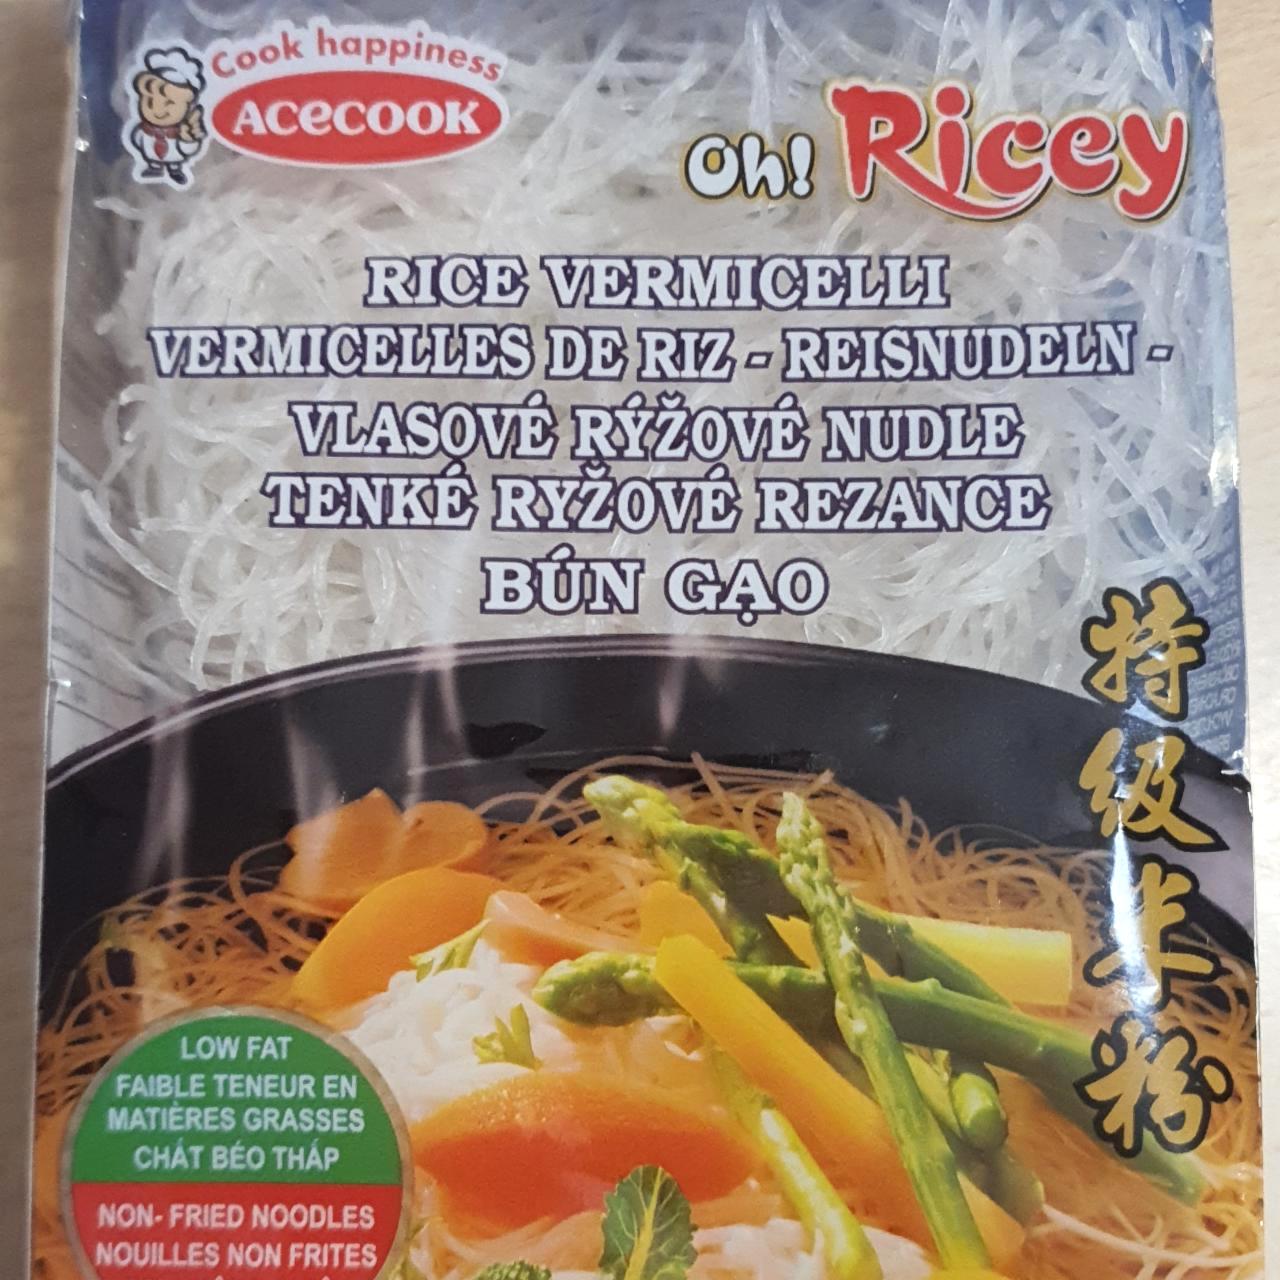 Cook happiness
ACECOOK
Oh! Ricey
RICE VERMICELLI
VERMICELLES DE RIZ - REISNUDELN -
VLASOVÉ RÝŽOVÉ NUDLE
TENKÉ RYŽOVÉ REZANCE
BÚN GẠO
特級米粉
LOW FAT
FAIBLE TENEUR EN
MATIÈRES GRASSES
CHẤT BÉO THẤP
NON- FRIED NOODLES
NOUILLES NON FRITES